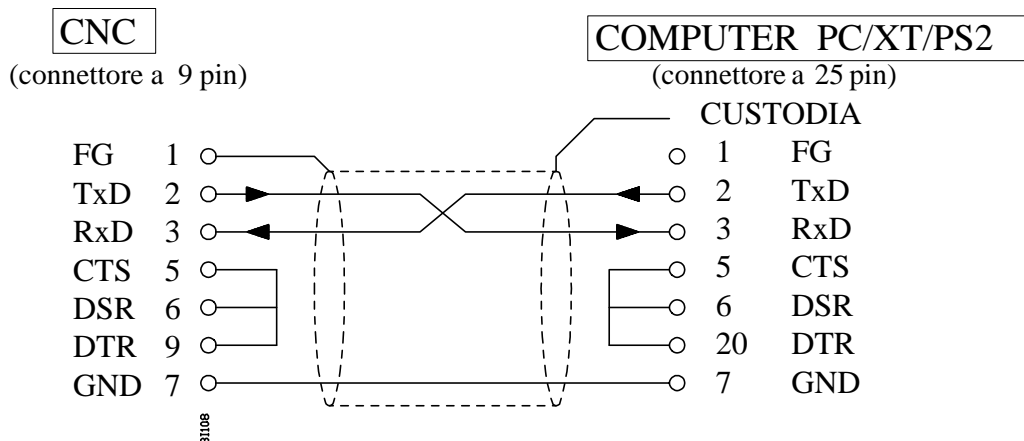 CNC
COMPUTER PC/XT/PS2
(connettore a 9 pin)
(connettore a 25 pin)
CUSTODIA
FG 1
1 FG
TxD 2
2 TxD
RxD 3
3 RxD
CTS 5
5 CTS
DSR 6
6 DSR
DTR 9
20 DTR
GND 7
7 GND